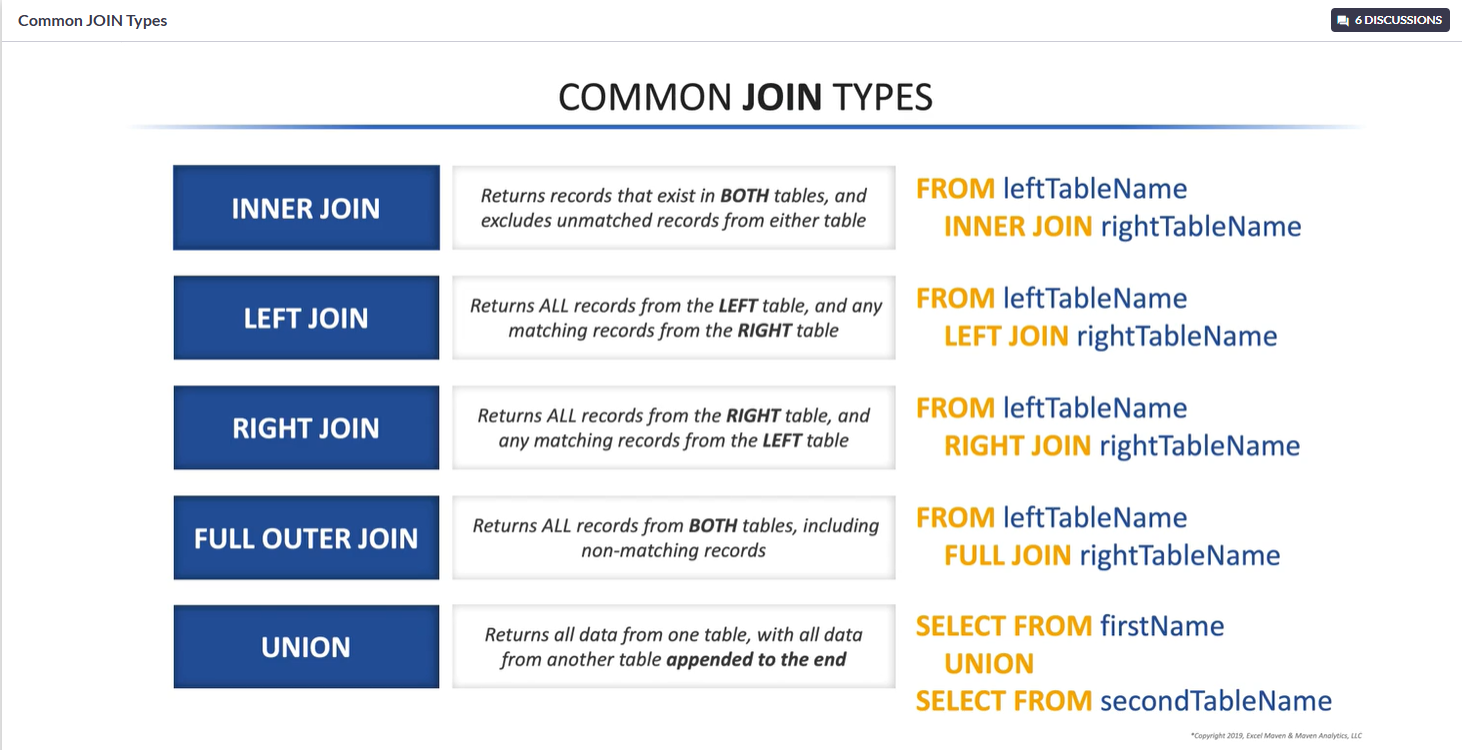 Common JOIN Types
6 DISCUSSIONS
COMMON JOIN TYPES
INNER JOIN
Returns records that exist in BOTH tables, and
excludes unmatched records from either table
FROM leftTableName
INNER JOIN rightTableName
LEFT JOIN
Returns ALL records from the LEFT table, and any
matching records from the RIGHT table
FROM leftTableName
LEFT JOIN rightTableName
RIGHT JOIN
Returns ALL records from the RIGHT table, and
any matching records from the LEFT table
FROM leftTableName
RIGHT JOIN rightTableName
FULL OUTER JOIN
Returns ALL records from BOTH tables, including
non-matching records
FROM leftTableName
FULL JOIN rightTableName
UNION
Returns all data from one table, with all data
from another table appended to the end
SELECT FROM firstName
UNION
SELECT FROM secondTableName
*Copyright 2019, Excel Maven & Maven Analytics, LLC